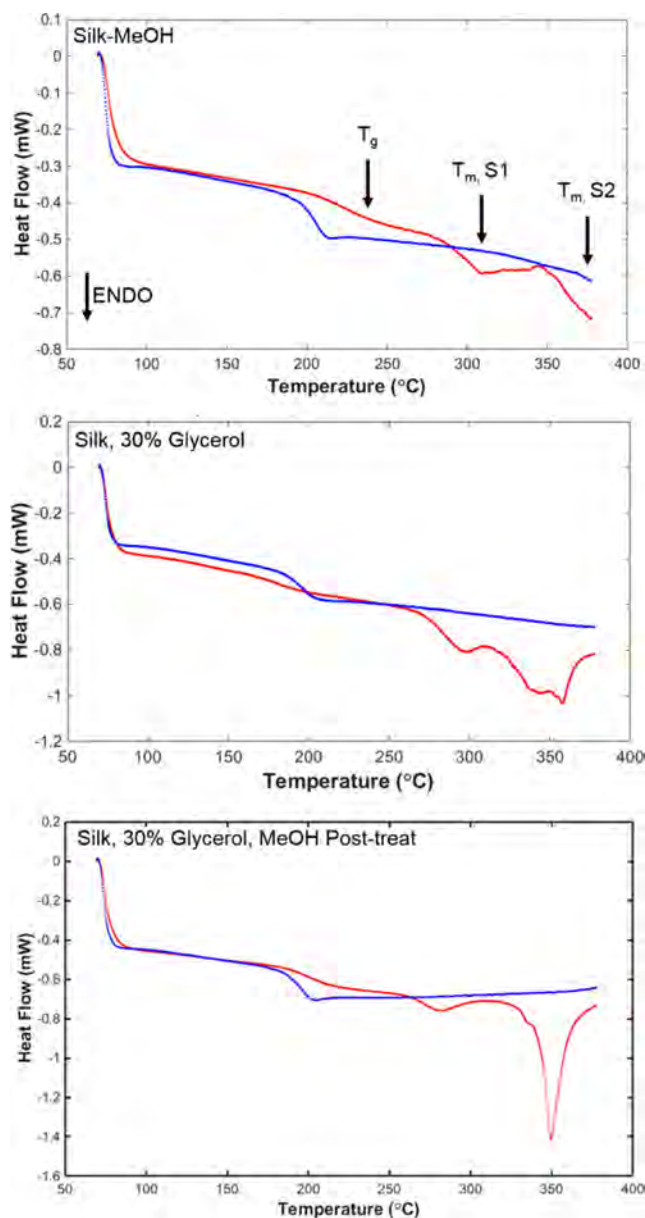 Silk-MeOH
0.1
0
-0.1
-0.2
-0.3
-0.4
-0.5
-0.6
-0.7
-0.8
Heat Flow (mW)
Tg
Tm, S1
Tm, S2
ENDO
50 100 150 200 250 300 350 400
Temperature (°C)
Silk, 30% Glycerol
0.2
0
-0.2
-0.4
-0.6
-0.8
-1
-1.2
Heat Flow (mW)
50 100 150 200 250 300 350 400
Temperature (°C)
Silk, 30% Glycerol, MeOH Post-treat
0.2
0
-0.2
-0.4
-0.6
-0.8
-1
-1.2
-1.4
-1.6
Heat Flow (mW)
50 100 150 200 250 300 350 400
Temperature (°C)